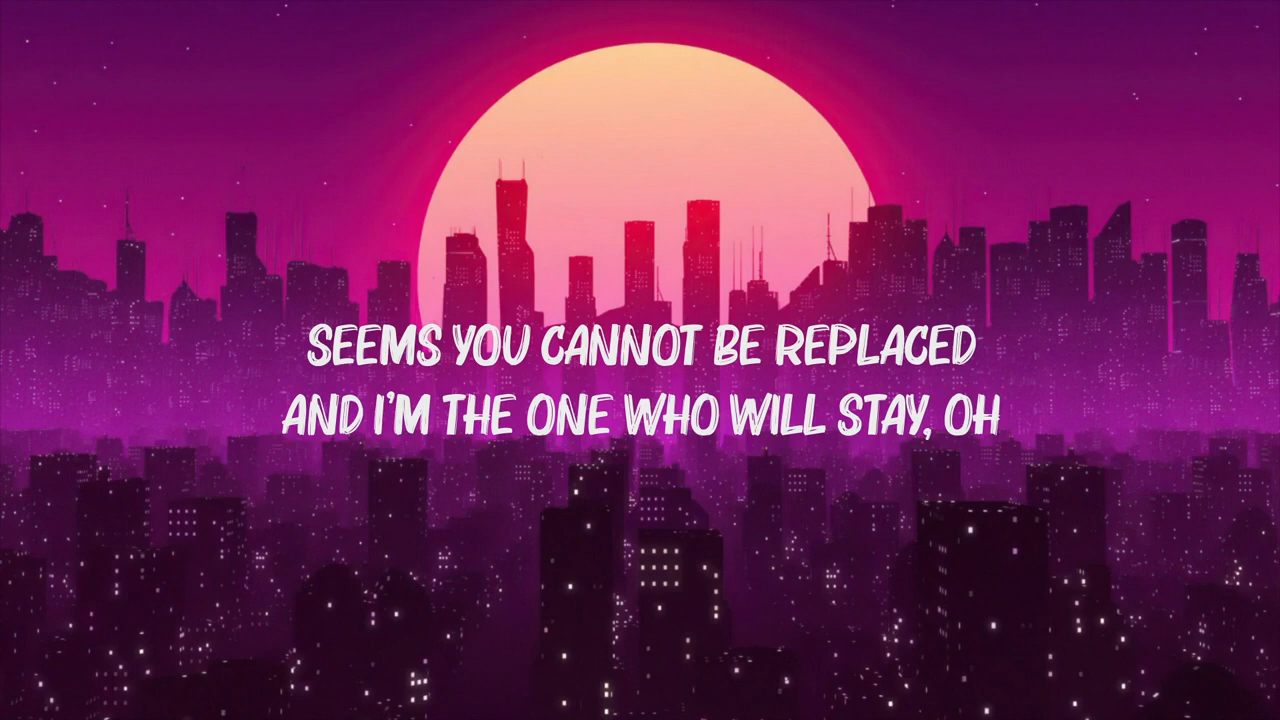 SEEMS YOU CANNOT BE REPLACED
AND I'M THE ONE WHO WILL STAY, OH